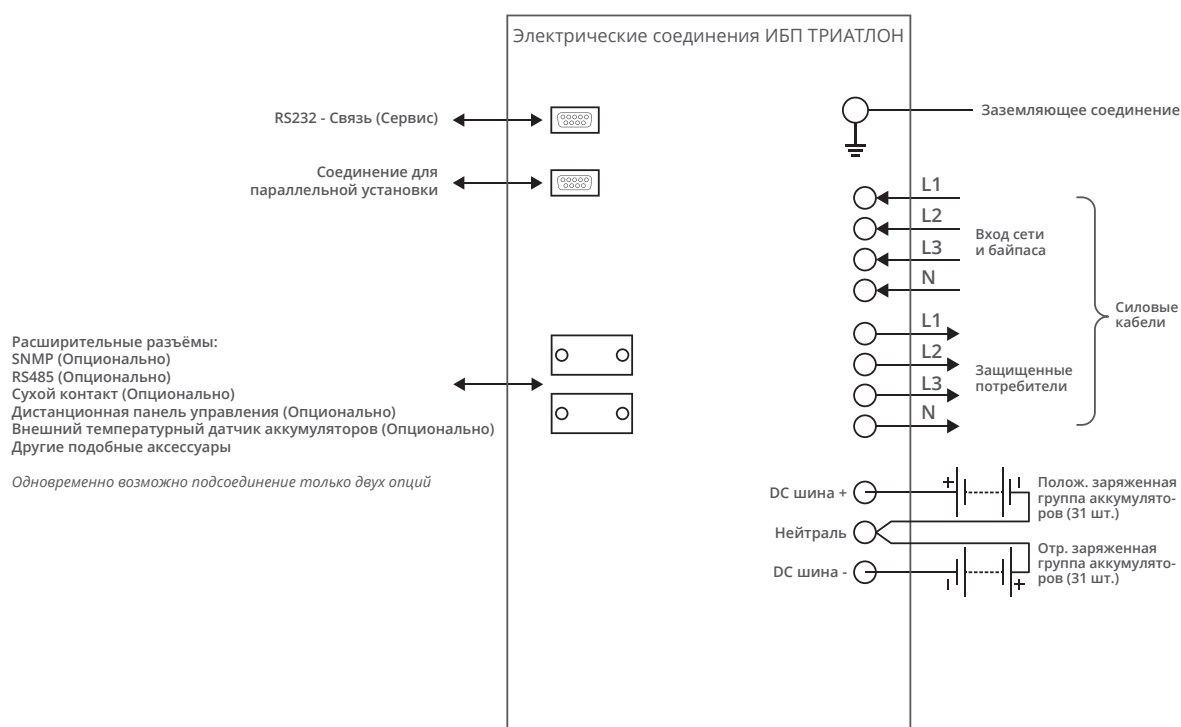 Электрические соединения ИБП ТРИАТЛОН
RS232 - Связь (Сервис)
Соединение для
параллельной установки
Расширительные разъёмы:
SNMP (Опционально)
RS485 (Опционально)
Сухой контакт (Опционально)
Дистанционная панель управления (Опционально)
Внешний температурный датчик аккумуляторов (Опционально)
Другие подобные аксессуары
Одновременно возможно подсоединение только двух опций
Заземляющее соединение
L1
L2
L3
N
Вход сети
и байпаса
L1
L2
L3
N
Защищенные
потребители
Силовые
кабели
DC шина +
Нейтраль
DC шина -
+
-
Полож. заряженная
группа аккумулято-
ров (31 шт.)
-
+
Отр. заряженная
группа аккумулято-
ров (31 шт.)